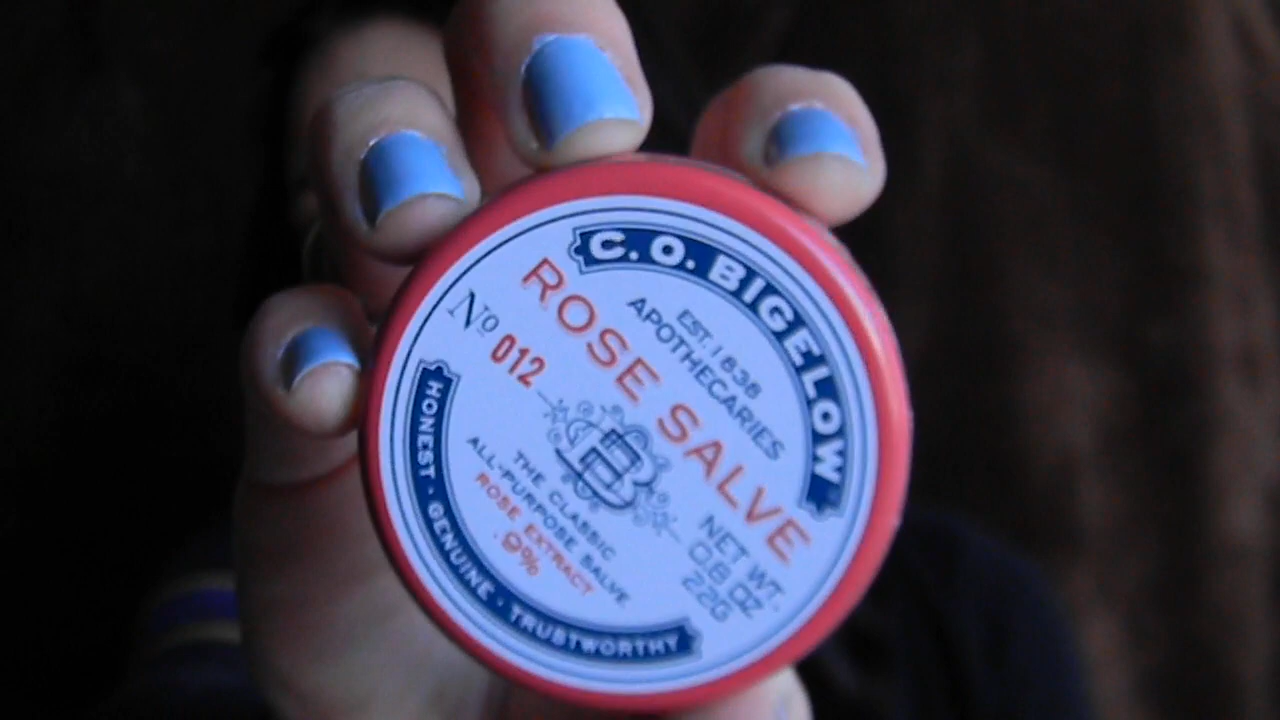 C.O. BIGELOW
EST. 1838
APOTHECARIES
ROSE SALVE
Nº 012
THE CLASSIC
ALL-PURPOSE SALVE
ROSE EXTRACT
.9%
NET WT.
0.8 OZ
22G
HONEST · GENUINE · TRUSTWORTHY